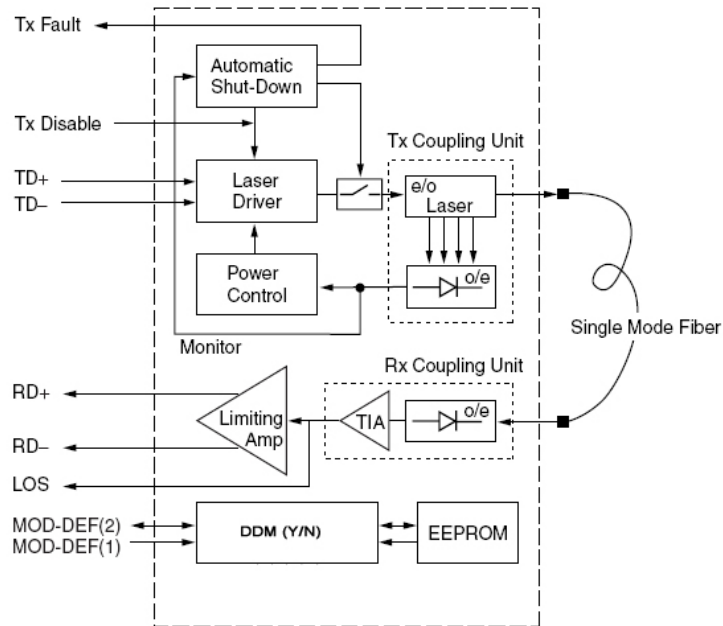 Tx Fault
Automatic
Shut-Down
Tx Disable
Tx Coupling Unit
TD+
TD–
Laser
Driver
e/o
Laser
Power
Control
o/e
Single Mode Fiber
Monitor
Rx Coupling Unit
RD+
RD–
Limiting
Amp
TIA
o/e
LOS
MOD-DEF(2)
MOD-DEF(1)
DDM (Y/N)
EEPROM